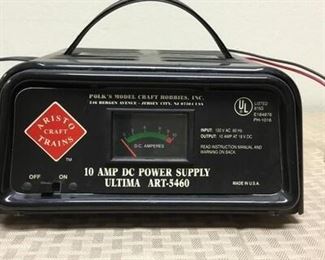 POLK'S MODEL CRAFT HOBBIES, INC.
346 BERGEN AVENUE - JERSEY CITY, NJ 07304 USA
ARISTO
CRAFT
TRAINS
TM
D.C. AMPERES
UL
LISTED
INPUT: 120 V AC 60 Hz
OUTPUT: 10 AMP AT 18 V DC
READ INSTRUCTION MANUAL AND
WARNING ON BACK.
OFF ON
10 AMP DC POWER SUPPLY
ULTIMA ART-5460
MADE IN U.S.A.